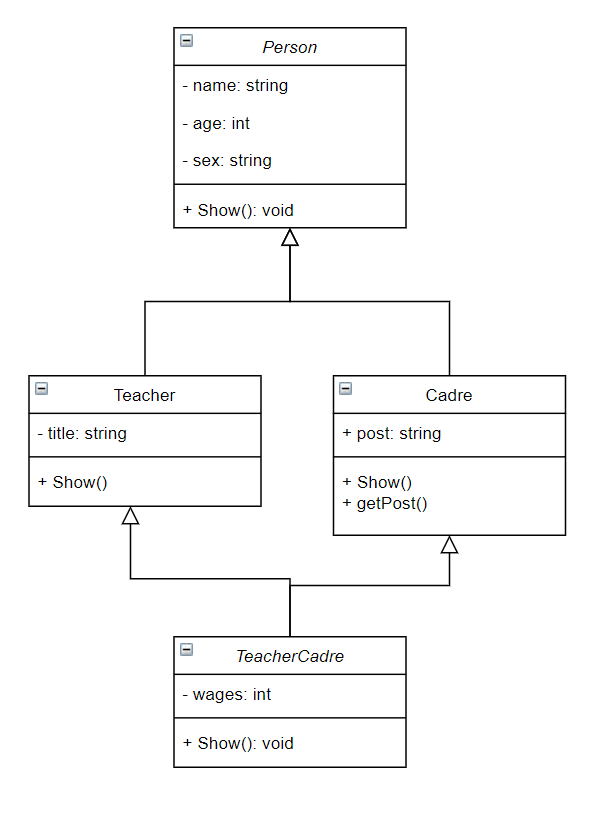 Person
- name: string
- age: int
- sex: string
+ Show(): void
Teacher
- title: string
+ Show()
Cadre
+ post: string
+ Show()
+ getPost()
TeacherCadre
- wages: int
+ Show(): void